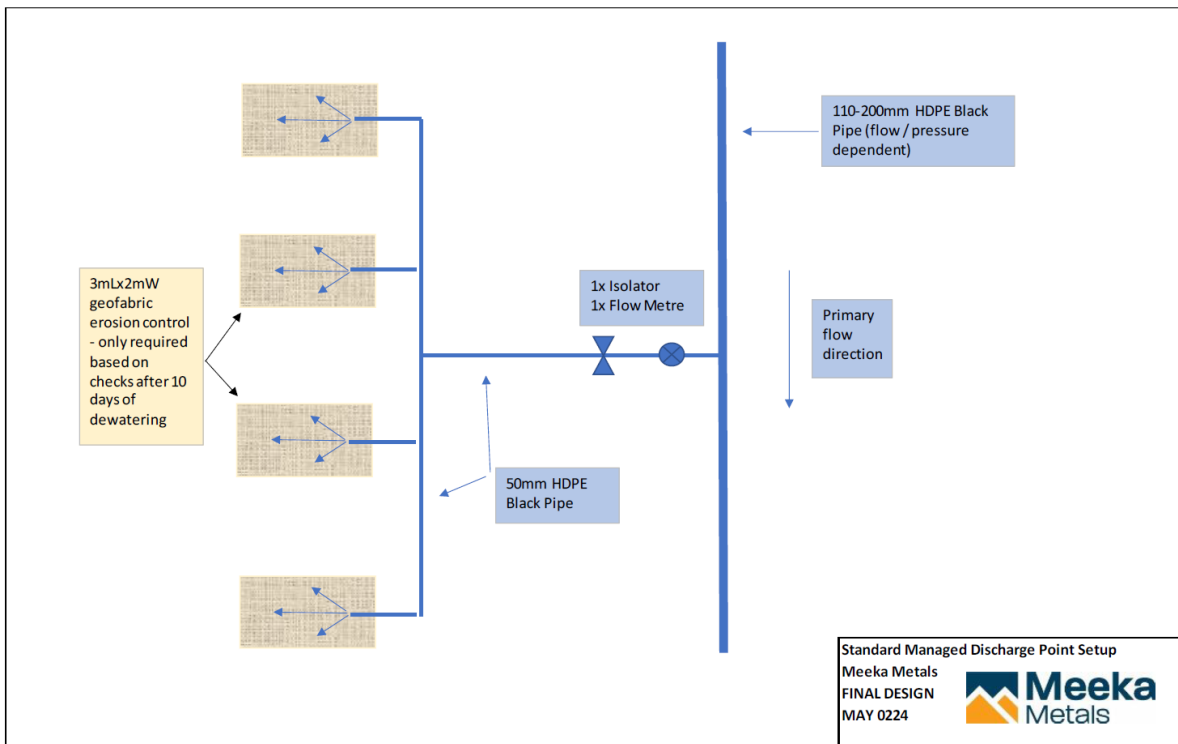 110-200mm HDPE Black
Pipe (flow / pressure
dependent)
3mLx2mW
geofabric
erosion control
- only required
based on
checks after 10
days of
dewatering
1x Isolator
1x Flow Metre
Primary
flow
direction
50mm HDPE
Black Pipe
Standard Managed Discharge Point Setup
Meeka Metals
FINAL DESIGN
MAY 0224
Meeka
Metals